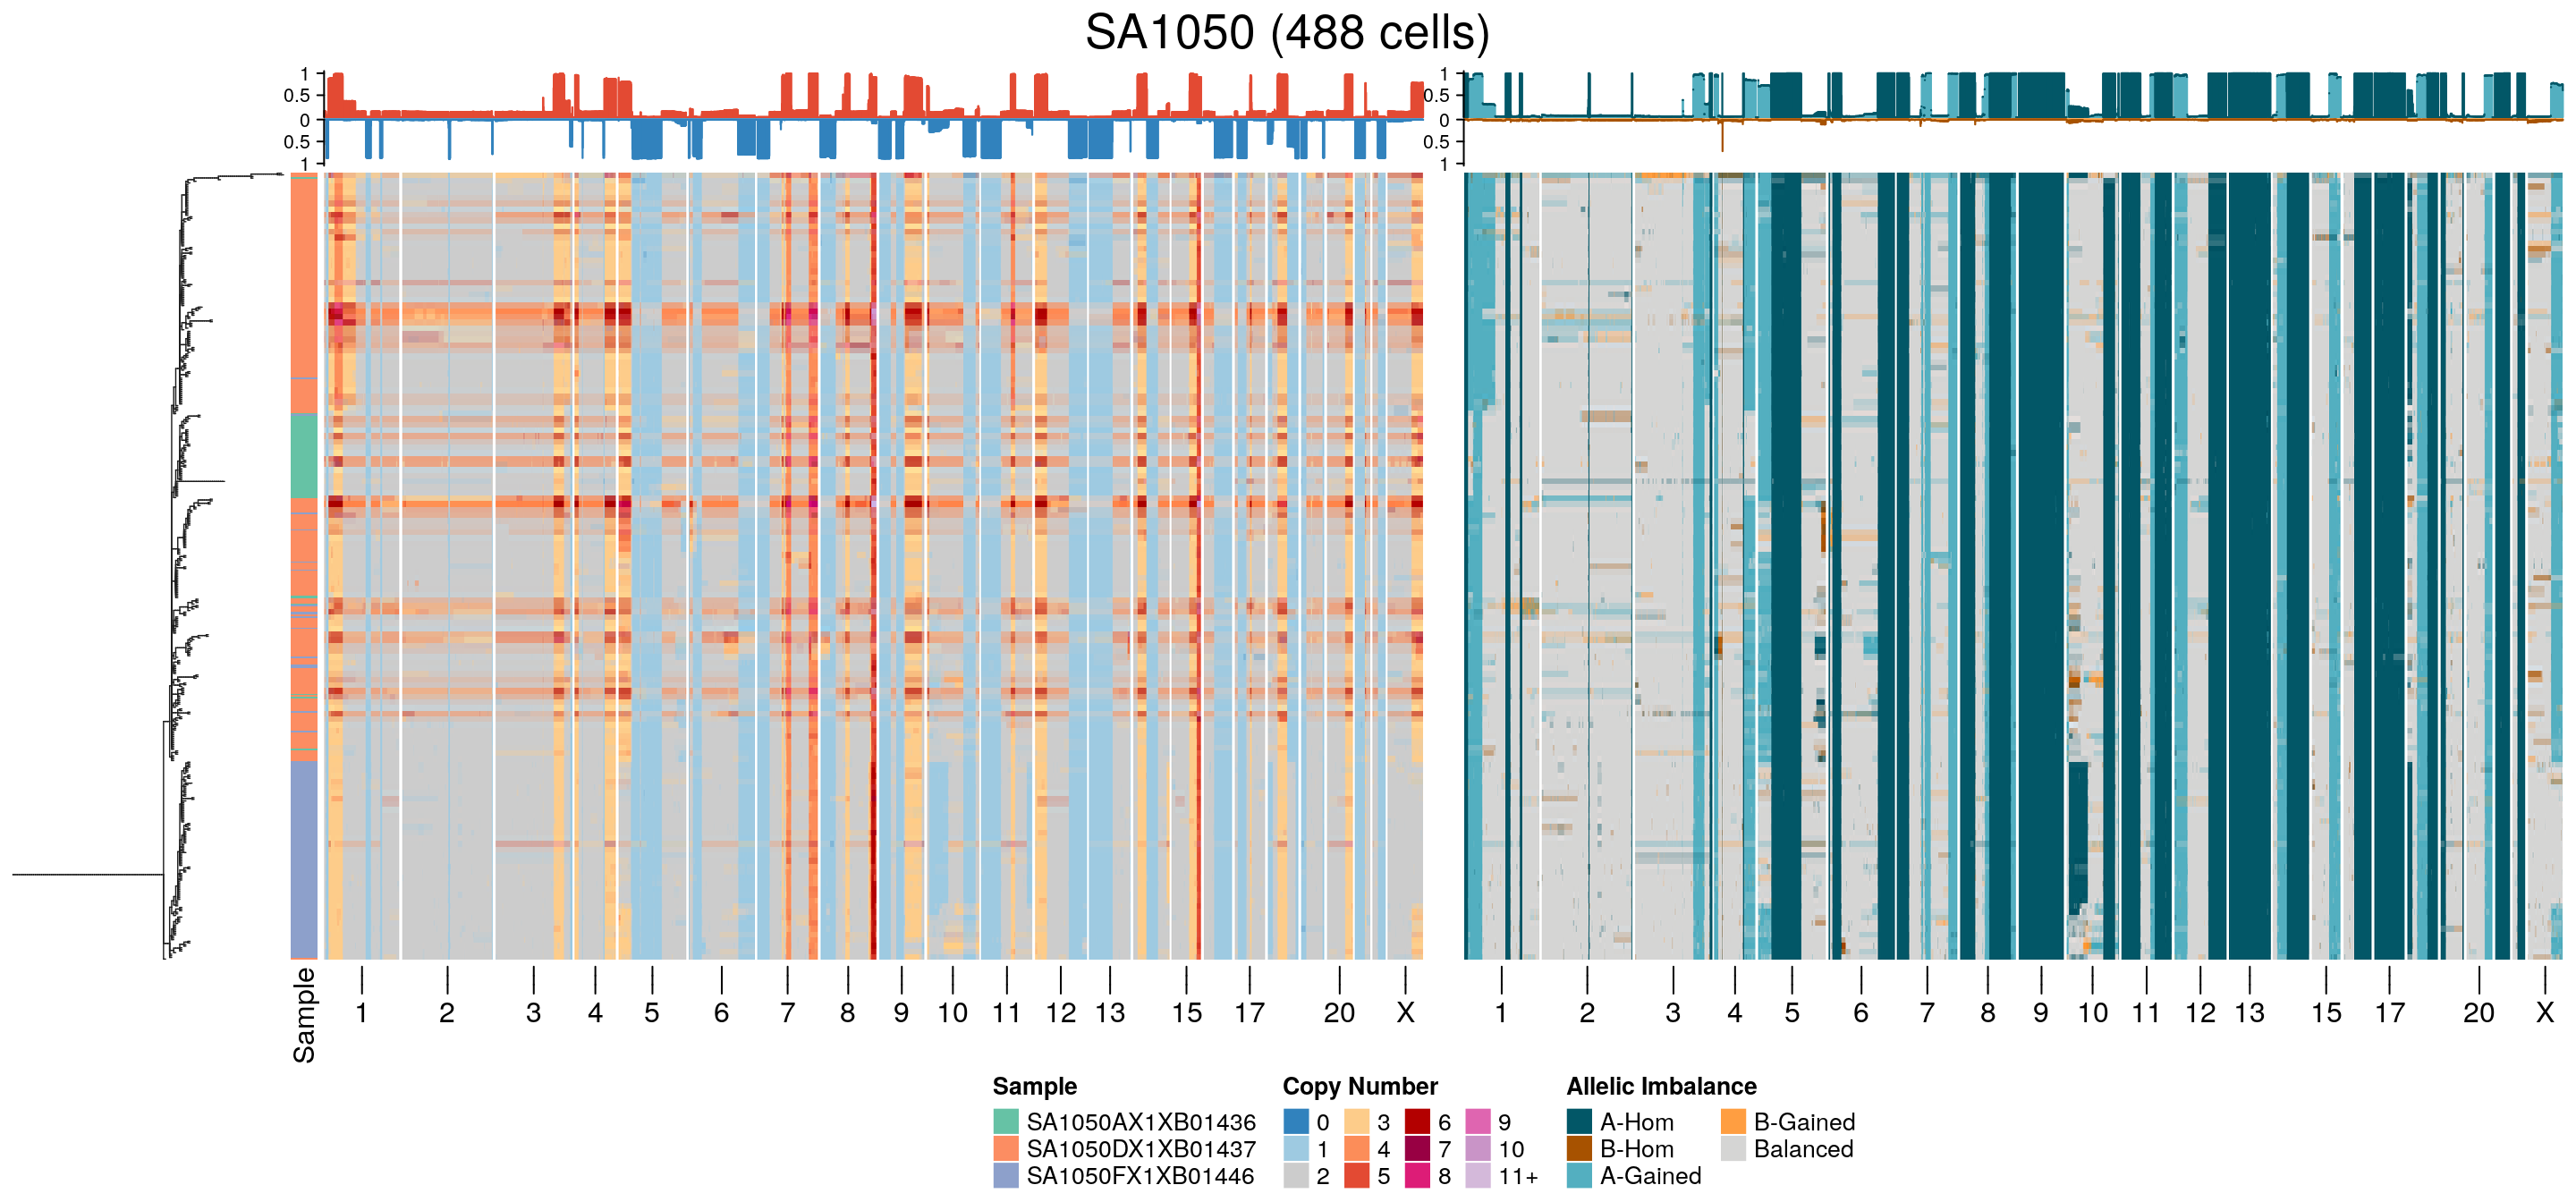 SA1050 (488 cells)
1 1
0.5 0.5
0 0
0.5 0.5
1 1
Sample 1 2 3 4 5 6 7 8 9 10 11 12 13 15 17 20 X 1 2 3 4 5 6 7 8 9 10 11 12 13 15 17 20 X
Sample Copy Number Allelic Imbalance
SA1050AX1XB01436 0 3 6 9 A-Hom B-Gained
SA1050DX1XB01437 1 4 7 10 B-Hom Balanced
SA1050FX1XB01446 2 5 8 11+ A-Gained